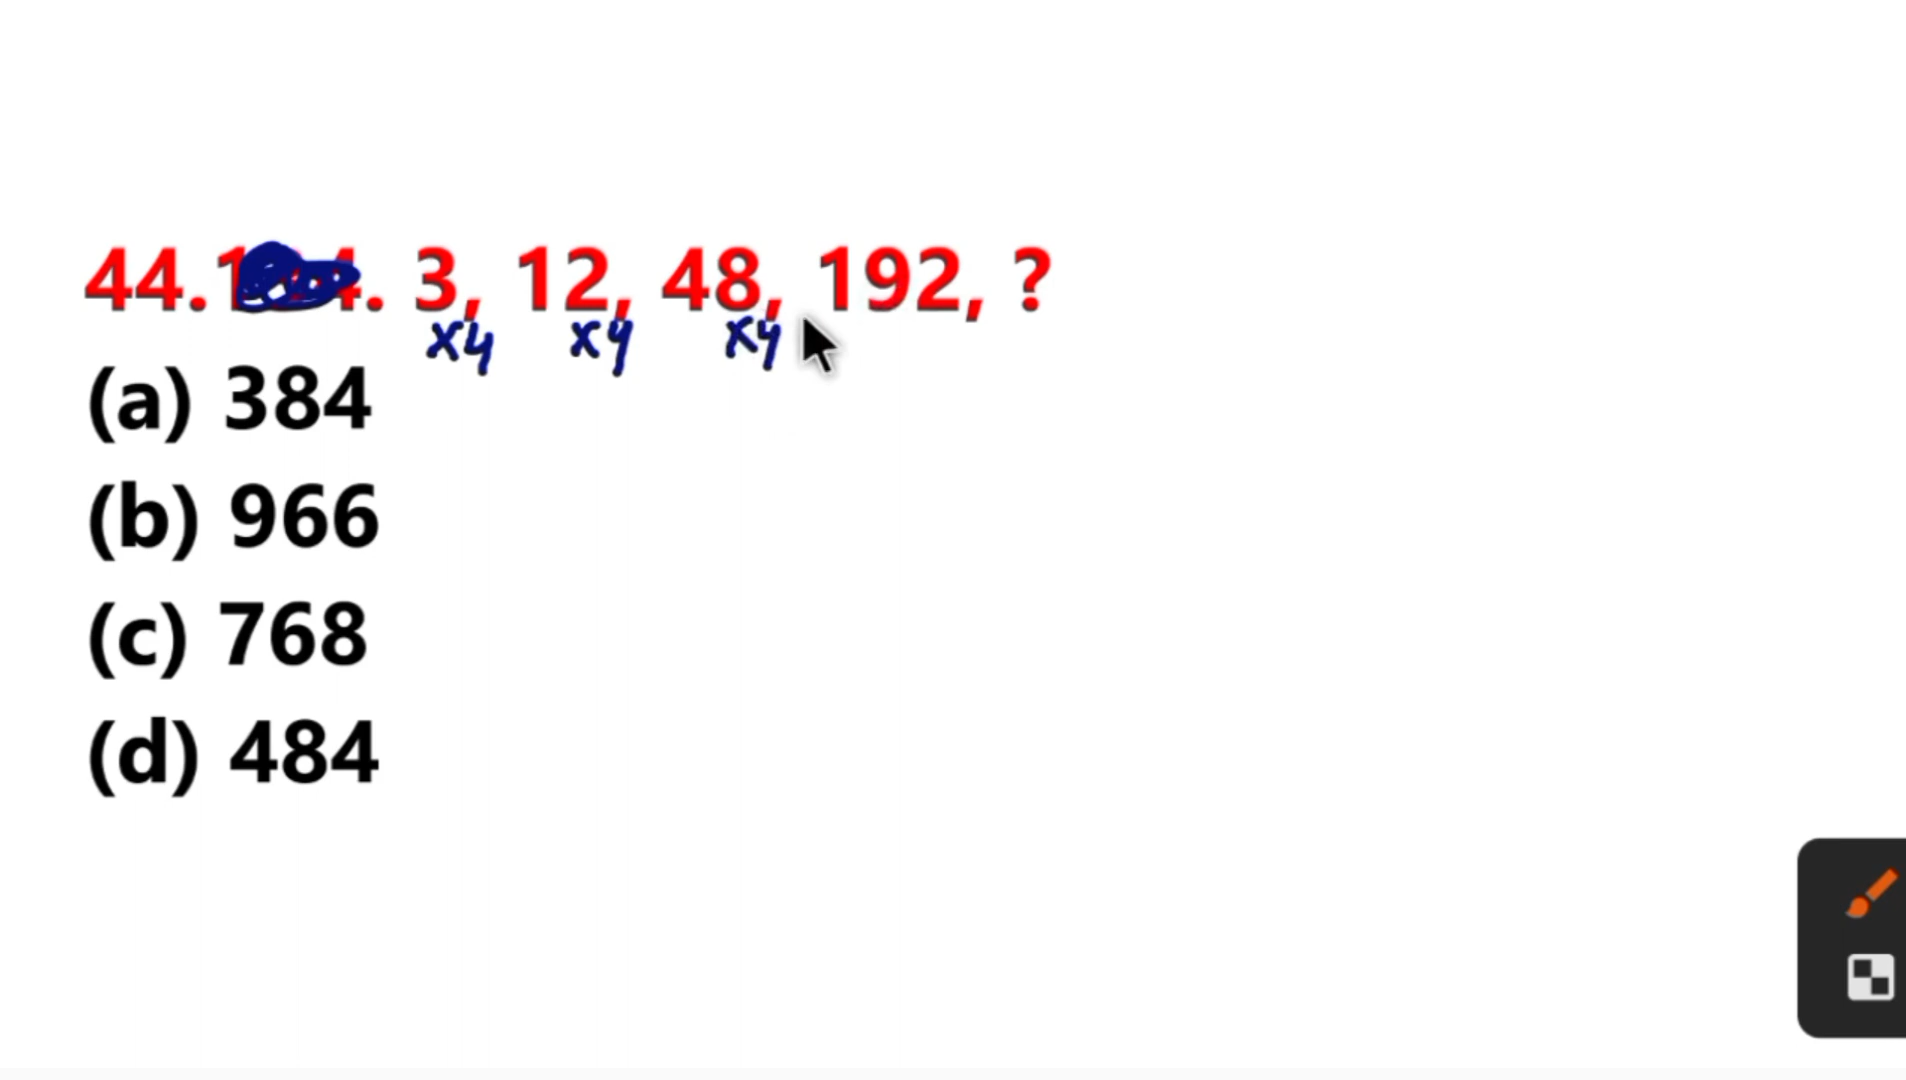 44. 3, 12, 48, 192, ?
x4 x4 x4
(a) 384
(b) 966
(c) 768
(d) 484